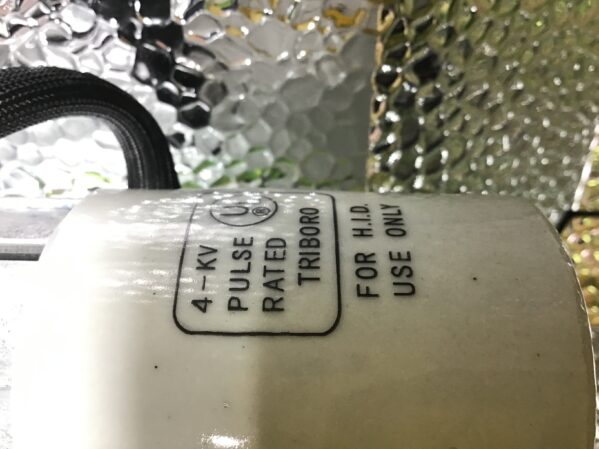 4-KV U®
PULSE
RATED
TRIBORO
FOR H.I.D.
USE ONLY